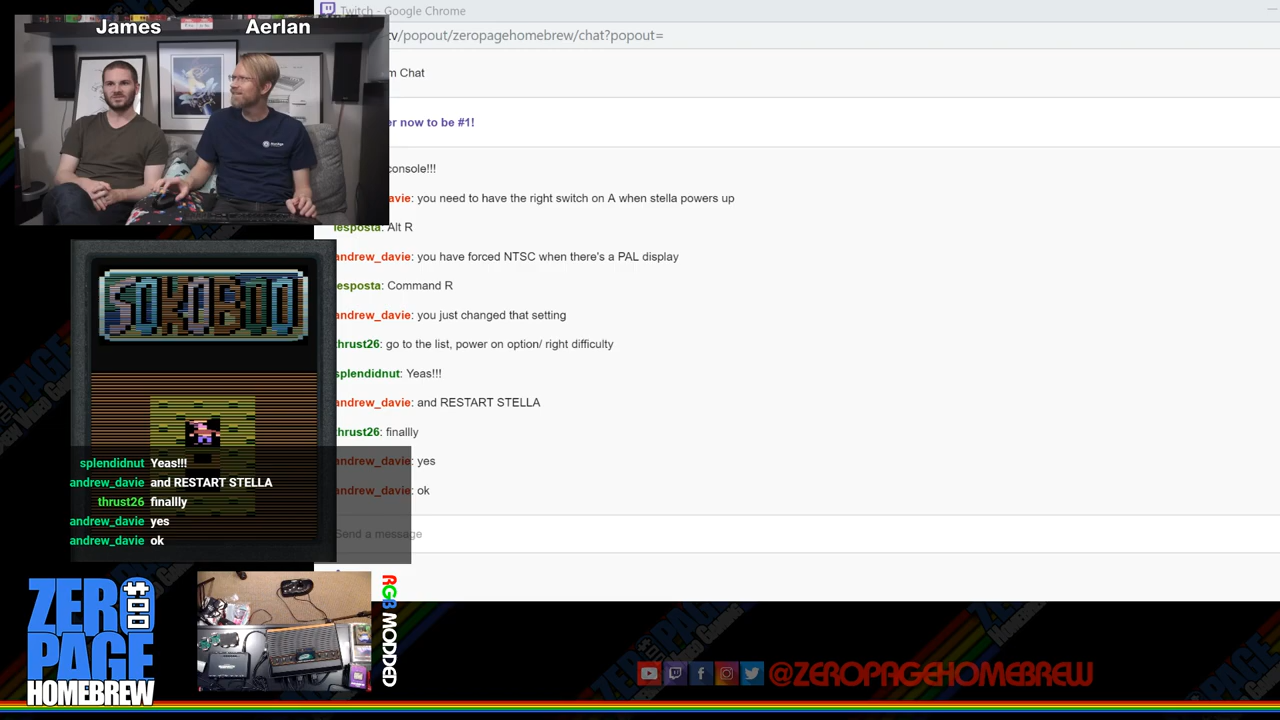 James
Aerlan
Twitch - Google Chrome
tv/popout/zeropagehomebrew/chat?popout=
m Chat
er now to be #1!
console!!!
avie: you need to have the right switch on A when stella powers up
iesposta: Alt R
andrew_davie: you have forced NTSC when there's a PAL display
iesposta: Command R
andrew_davie: you just changed that setting
thrust26: go to the list, power on option/ right difficulty
splendidnut: Yeas!!!
andrew_davie: and RESTART STELLA
thrust26: finallly
andrew_davie: yes
andrew_davie: ok
Send a message
SOKOBOO
splendidnut Yeas!!!
andrew_davie and RESTART STELLA
thrust26 finallly
andrew_davie yes
andrew_davie ok
ZERO
PAGE
HOMEBREW
RGB MODDED
@ZEROPAGEHOMEBREW